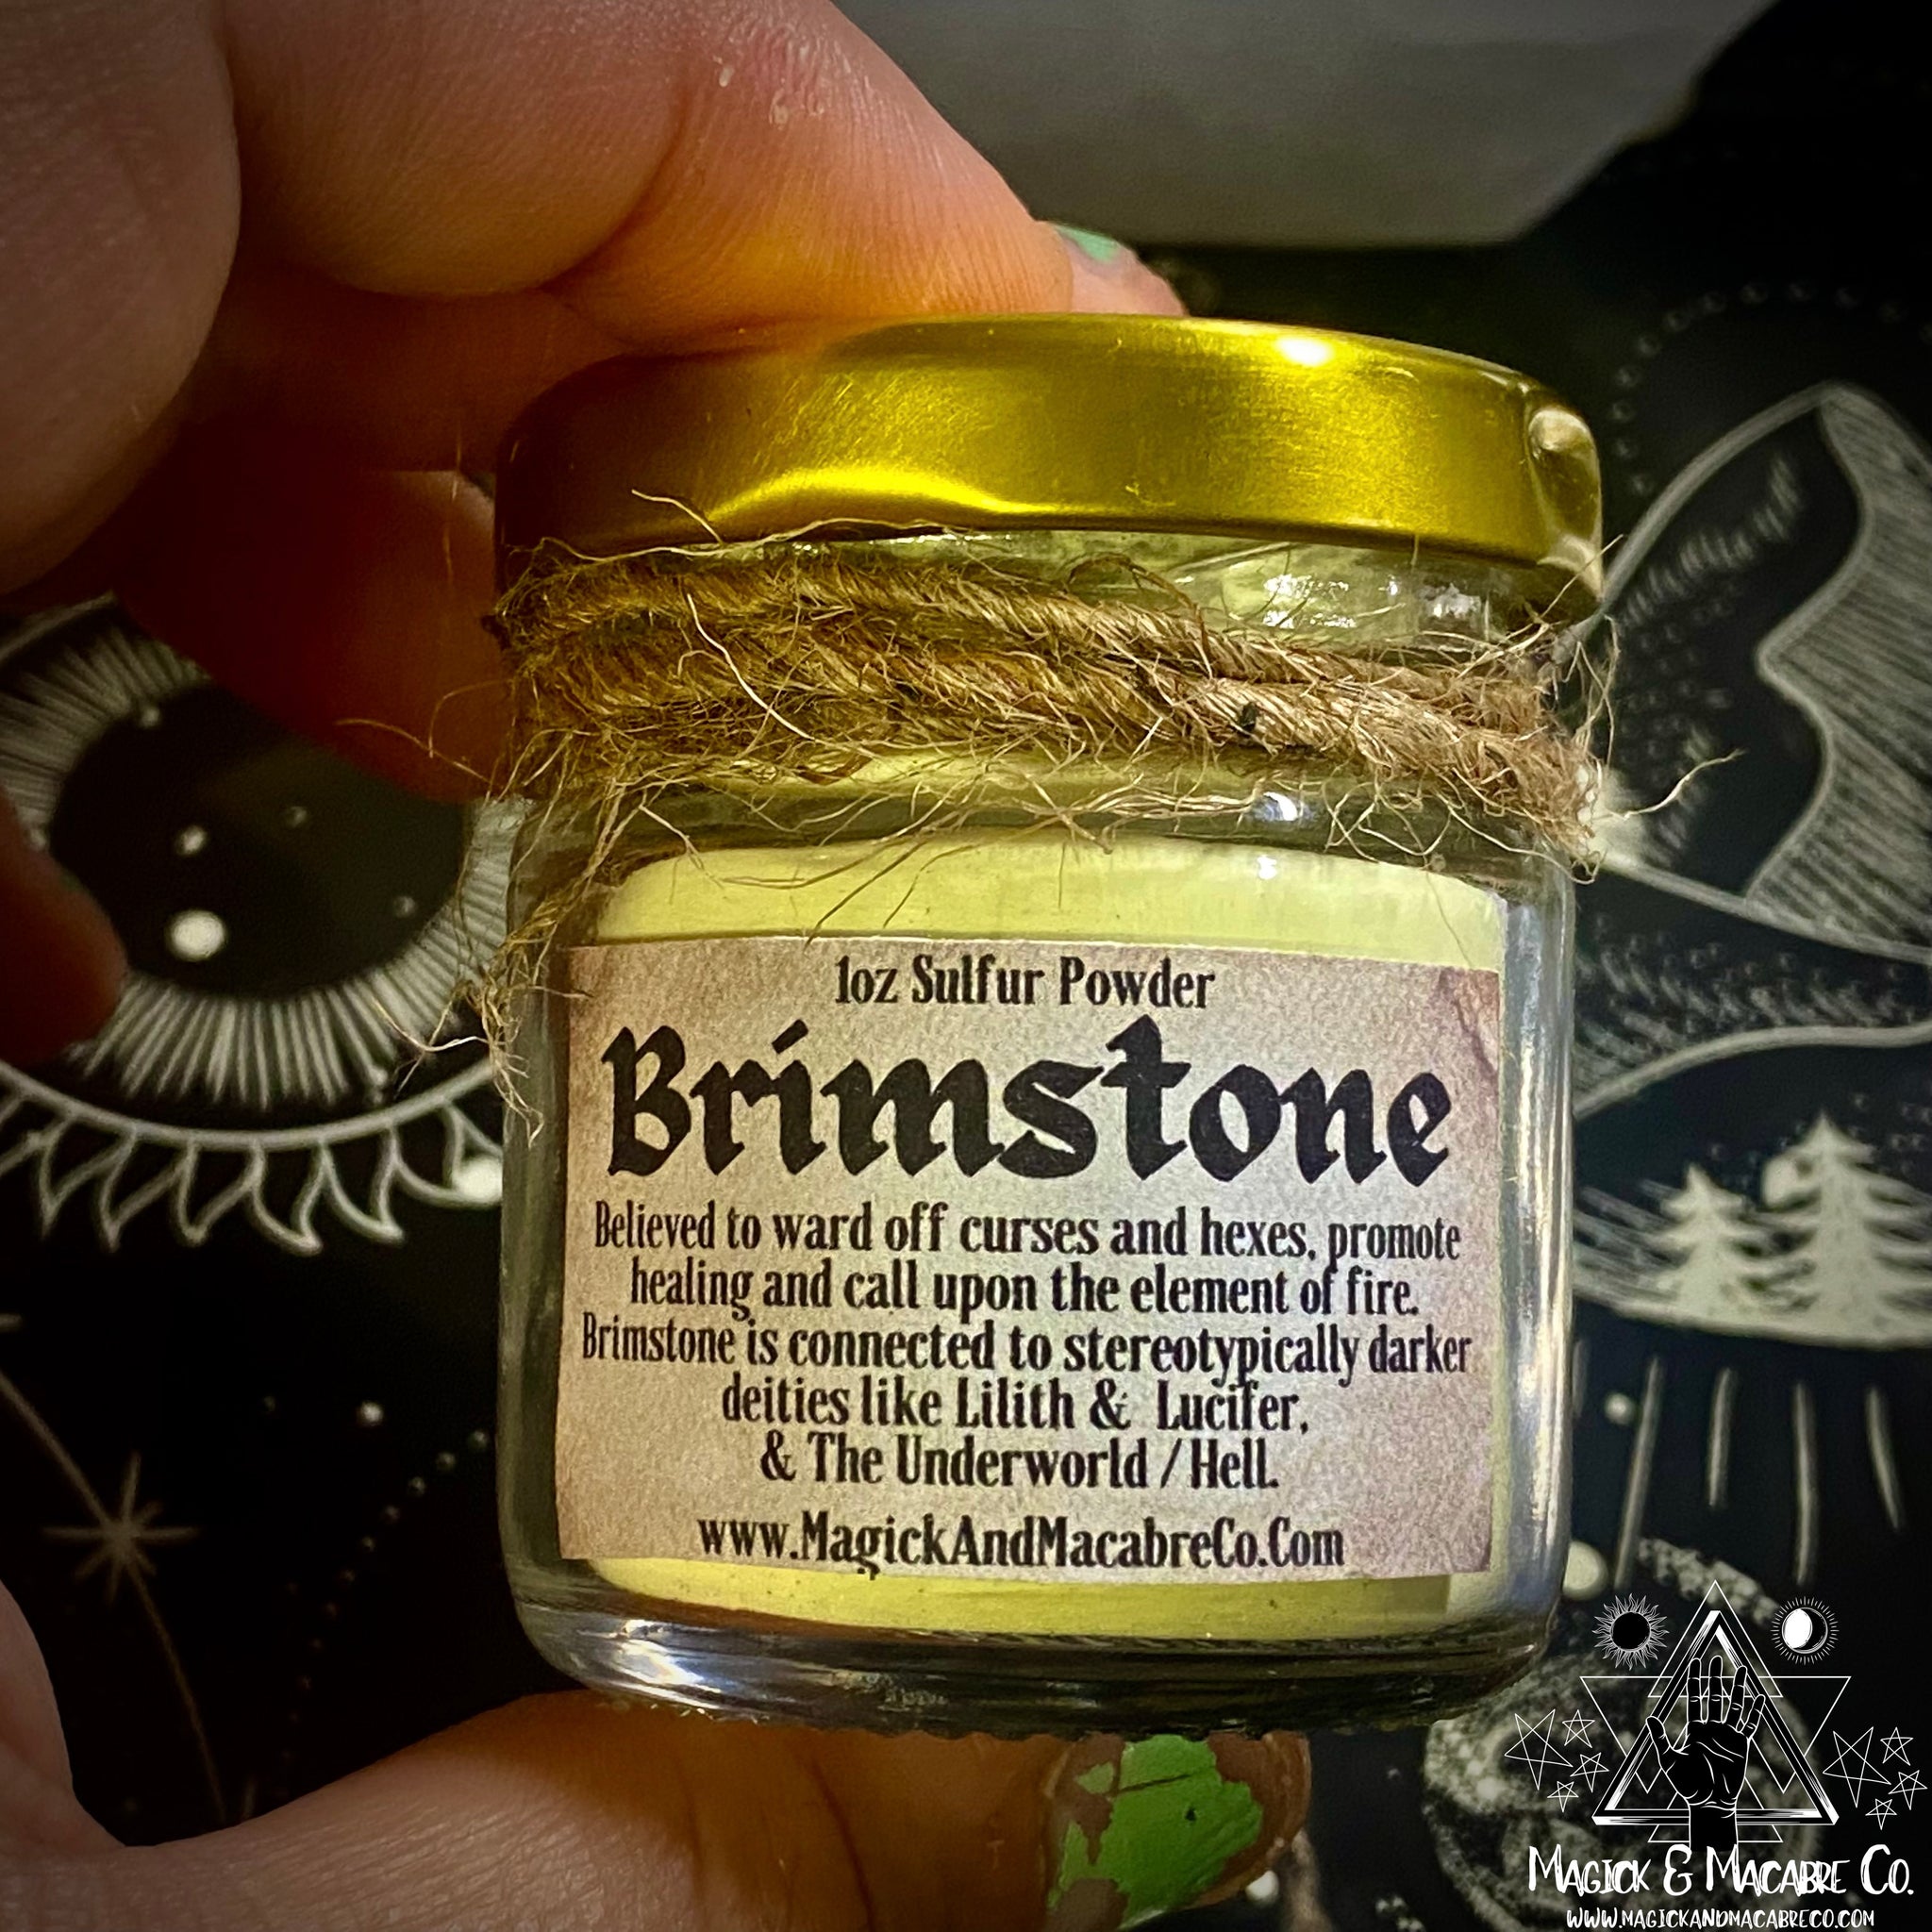 1oz Sulfur Powder
Brimstone
Believed to ward off curses and hexes, promote
healing and call upon the element of fire.
Brimstone is connected to stereotypically darker
deities like Lilith & Lucifer,
& The Underworld / Hell.
www.MagickAndMacabreCo.Com
Magick & Macabre Co.
www.magickandmacabreco.com